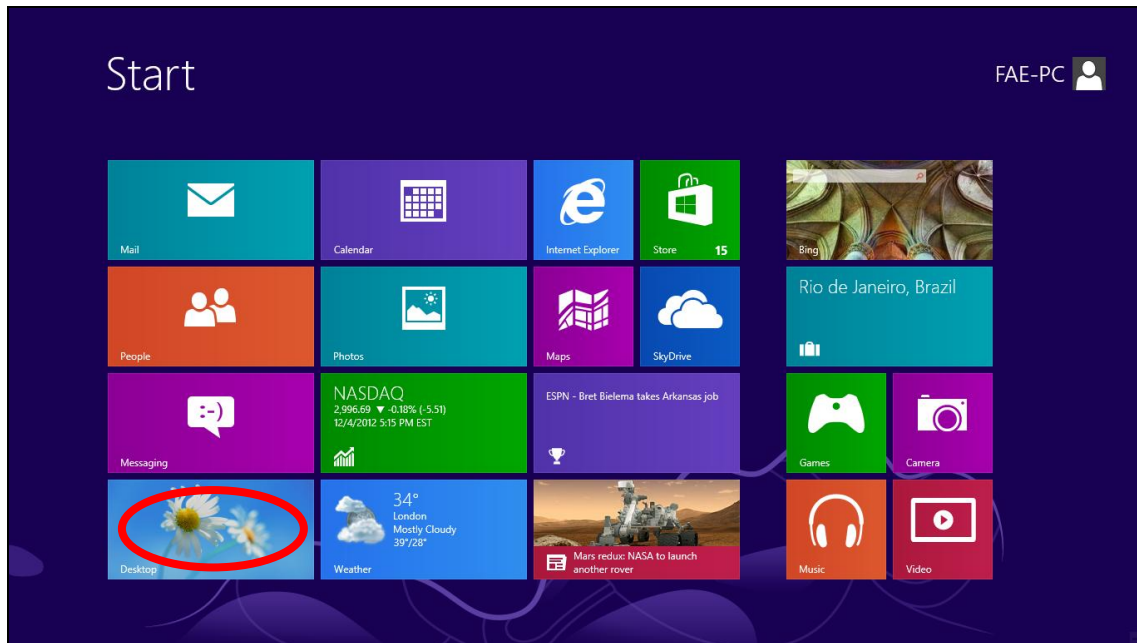 Start
FAE-PC
Mail
Calendar
Internet Explorer
Store 15
Bing
People
Photos
Maps
SkyDrive
Rio de Janeiro, Brazil
Messaging
NASDAQ
2,996.69 ▼ -0.18% (-5.51)
12/4/2012 5:15 PM EST
ESPN - Bret Bielema takes Arkansas job
Games
Camera
Desktop
34°
London
Mostly Cloudy
39°/28°
Weather
Mars redux: NASA to launch
another rover
Music
Video